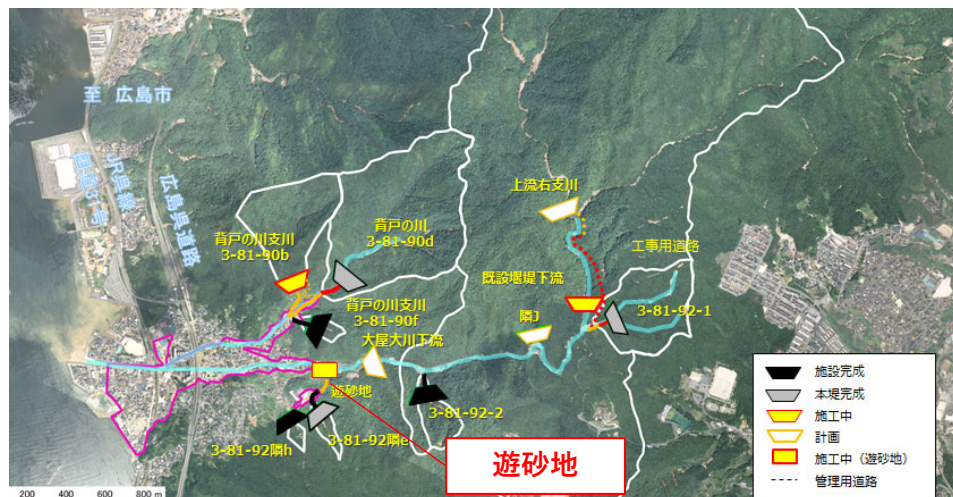 至 広島市
JR呉線
国道31号
広島呉道路
上流右支川
背戸の川
3-81-90d
背戸の川支川
3-81-90b
工事用道路
既設堰堤下流
背戸の川支川
3-81-90f
隣J
3-81-92-1
大屋大川下流
遊砂地
3-81-92-2
3-81-92隣e
3-81-92隣h
遊砂地
施設完成
本堤完成
施工中
計画
施工中（遊砂地）
管理用道路
200 400 600 800 m